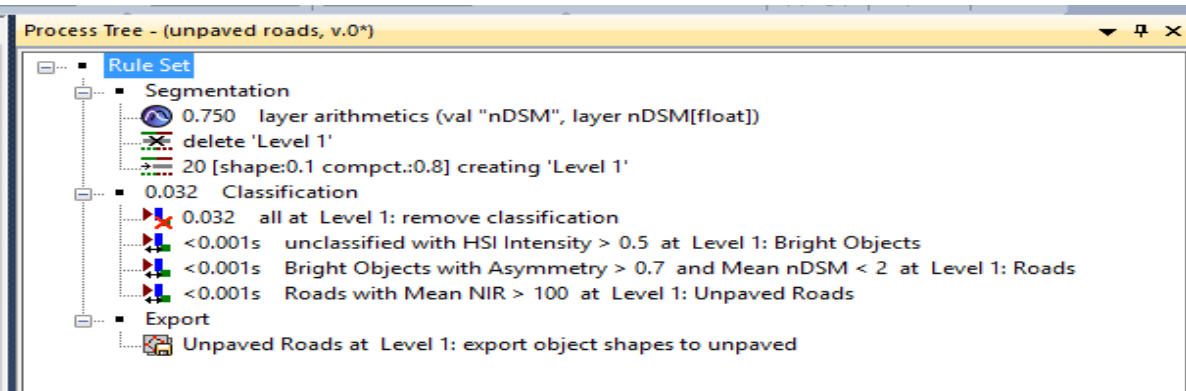 Process Tree - (unpaved roads, v.0*)
Rule Set
Segmentation
0.750 layer arithmetics (val "nDSM", layer nDSM[float])
delete 'Level 1'
20 [shape:0.1 compct.:0.8] creating 'Level 1'
0.032 Classification
0.032 all at Level 1: remove classification
<0.001s unclassified with HSI Intensity > 0.5 at Level 1: Bright Objects
<0.001s Bright Objects with Asymmetry > 0.7 and Mean nDSM < 2 at Level 1: Roads
<0.001s Roads with Mean NIR > 100 at Level 1: Unpaved Roads
Export
Unpaved Roads at Level 1: export object shapes to unpaved